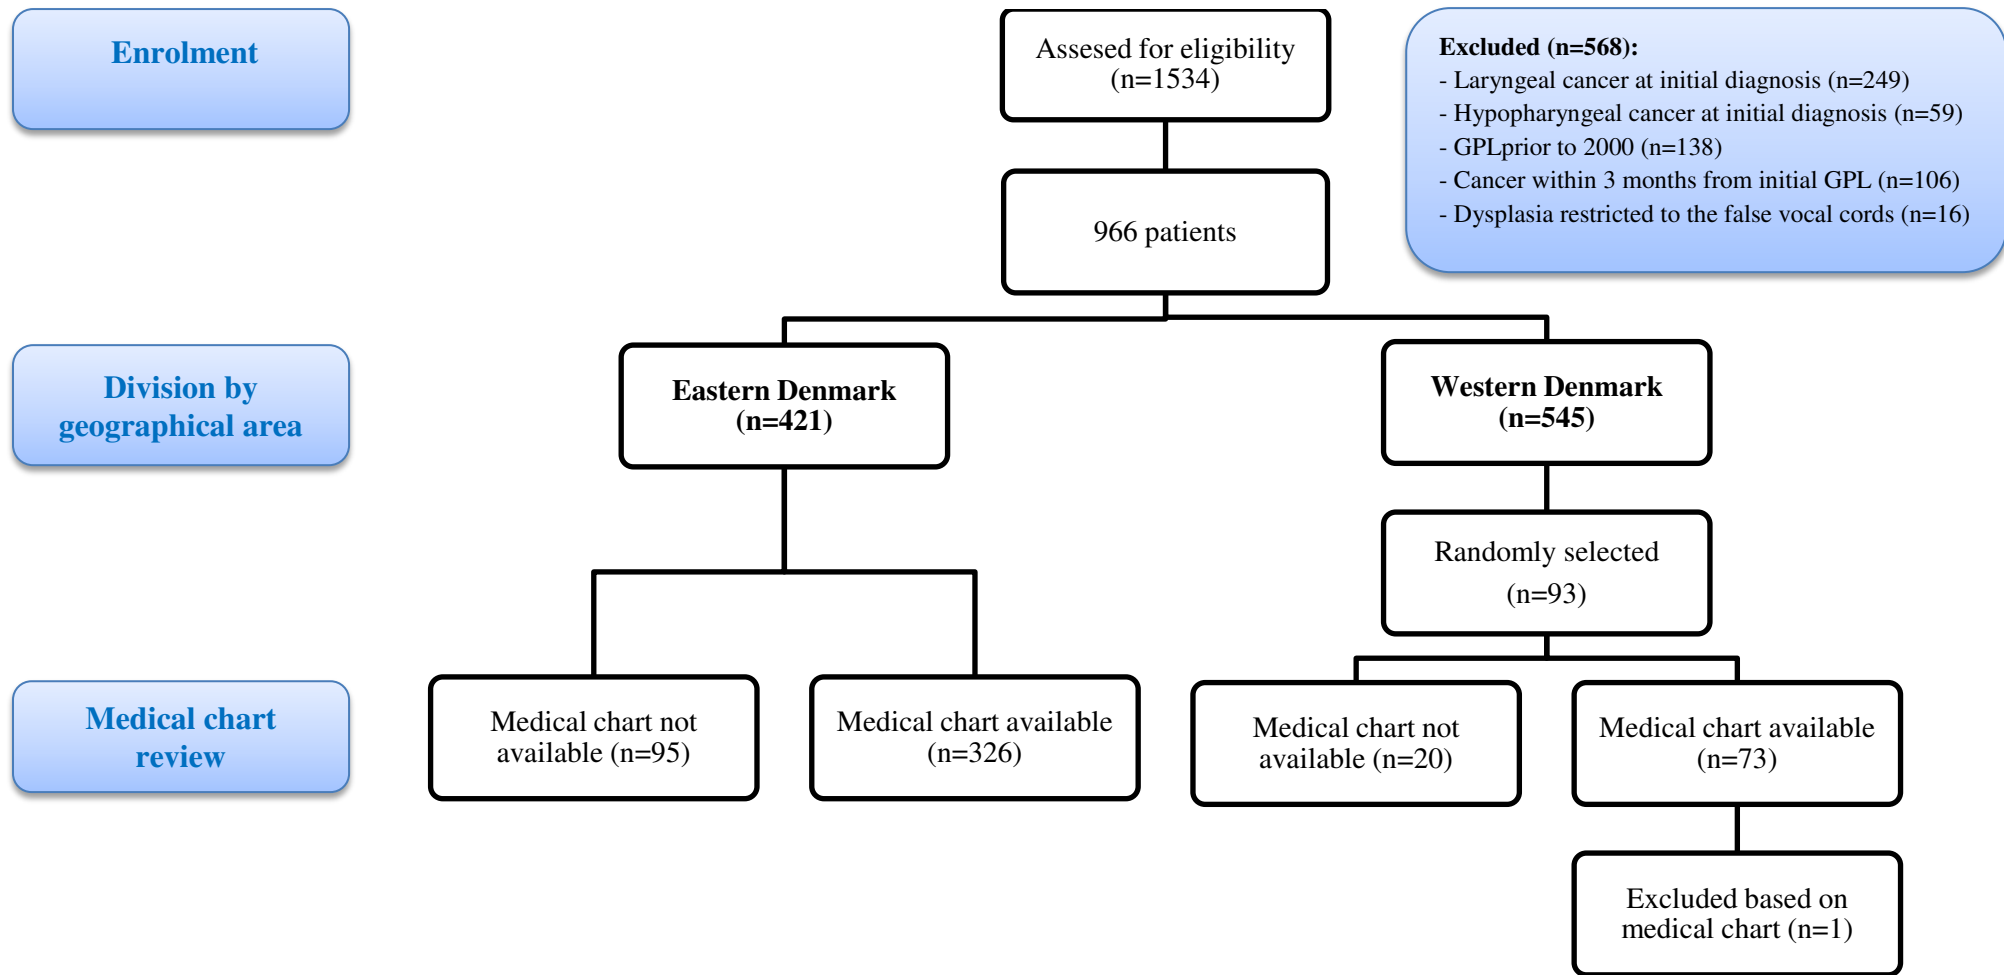 Enrolment
Assesed for eligibility
(n=1534)
Excluded (n=568):
- Laryngeal cancer at initial diagnosis (n=249)
- Hypopharyngeal cancer at initial diagnosis (n=59)
- GPLprior to 2000 (n=138)
- Cancer within 3 months from initial GPL (n=106)
- Dysplasia restricted to the false vocal cords (n=16)
966 patients
Division by
geographical area
Eastern Denmark
(n=421)
Western Denmark
(n=545)
Randomly selected
(n=93)
Medical chart
review
Medical chart not
available (n=95)
Medical chart available
(n=326)
Medical chart not
available (n=20)
Medical chart available
(n=73)
Excluded based on
medical chart (n=1)